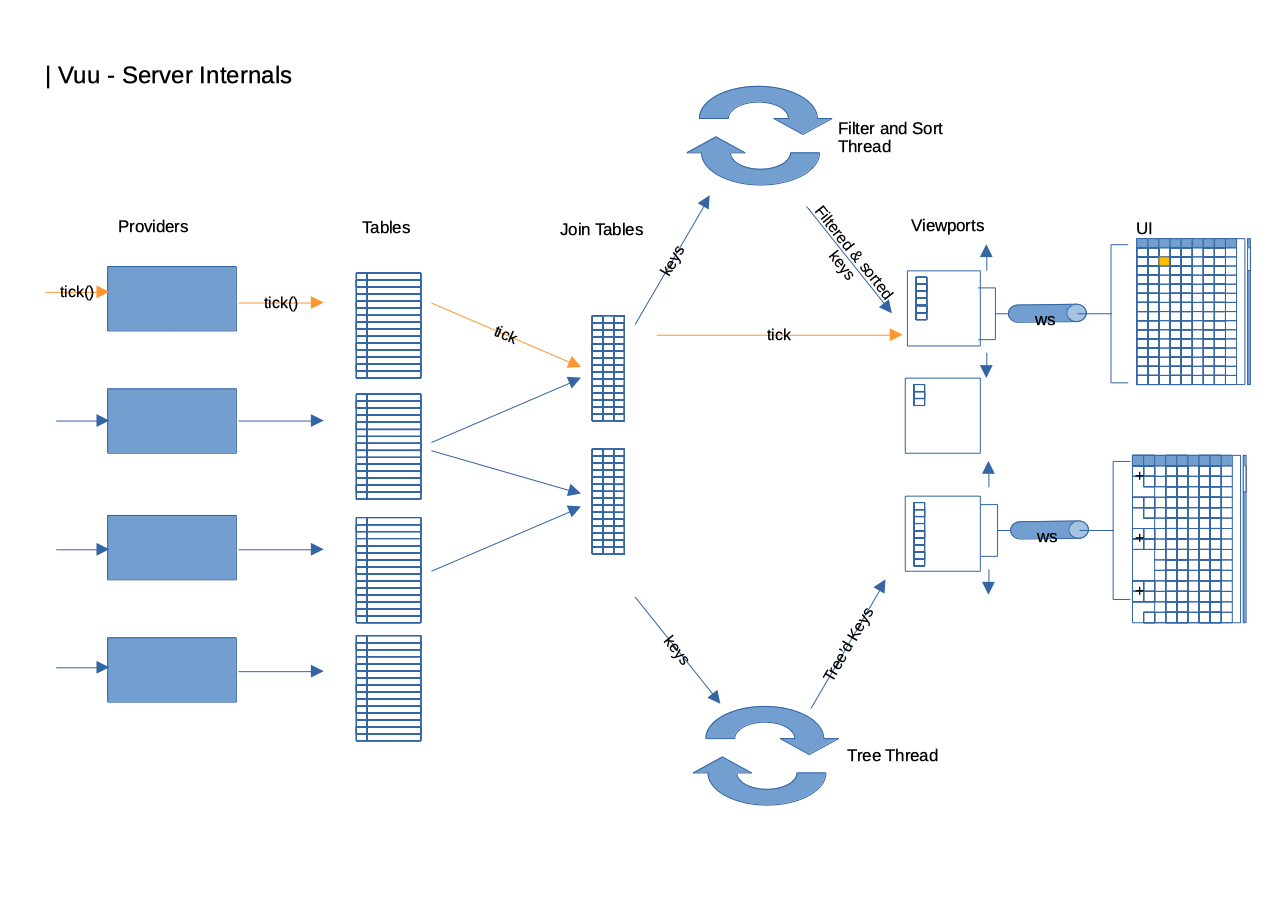 | Vuu - Server Internals
Filter and Sort
Thread
Providers
Tables
Join Tables
Viewports
UI
tick()
tick()
tick
keys
Filtered & sorted
keys
tick
ws
+
+
+
ws
keys
Tree'd Keys
Tree Thread